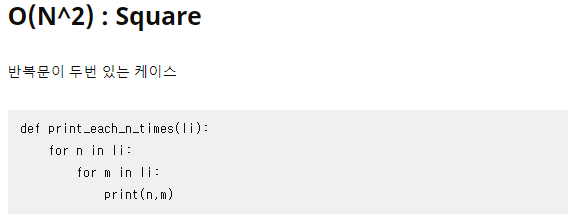 O(N^2) : Square
반복문이 두번 있는 케이스
def print_each_n_times(li):
    for n in li:
        for m in li:
            print(n,m)